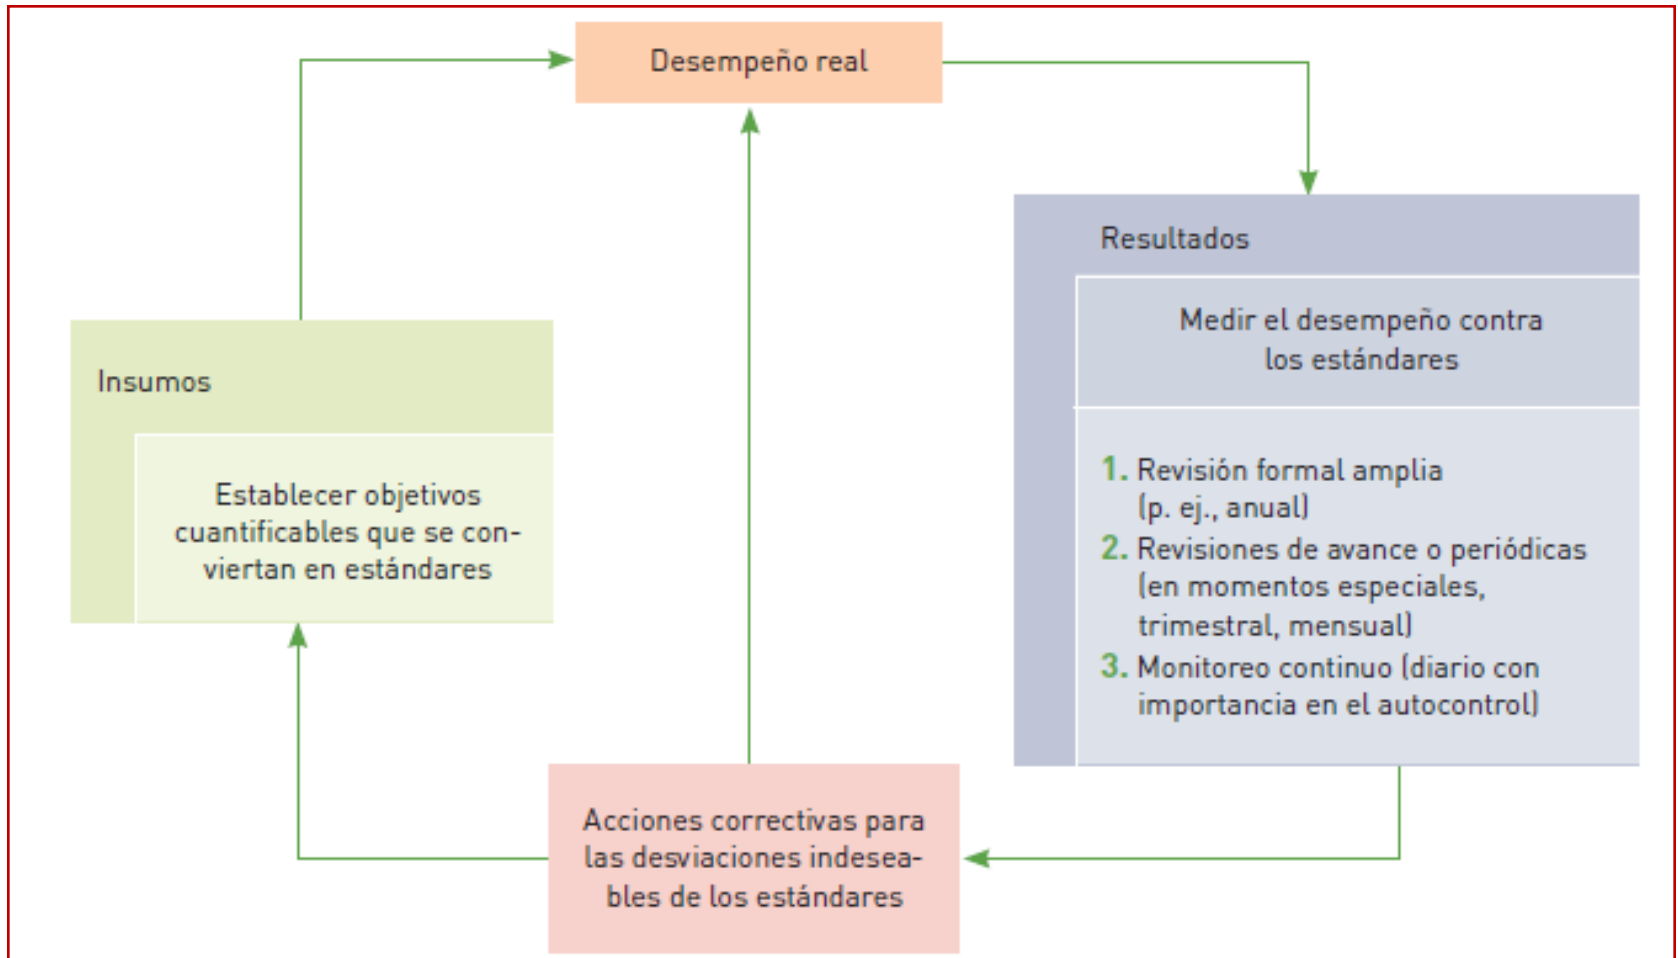 Desempeño real
Resultados
Medir el desempeño contra
los estándares
1. Revisión formal amplia
(p. ej., anual)
2. Revisiones de avance o periódicas
(en momentos especiales,
trimestral, mensual)
3. Monitoreo continuo (diario con
importancia en el autocontrol)
Insumos
Establecer objetivos
cuantificables que se con-
viertan en estándares
Acciones correctivas para
las desviaciones indesea-
bles de los estándares